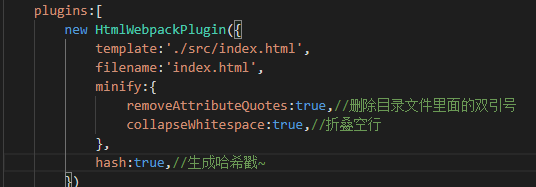 plugins:[
new HtmlWebpackPlugin({
template:'./src/index.html',
filename:'index.html',
minify:{
removeAttributeQuotes:true,//删除目录文件里面的双引号
collapseWhitespace:true,//折叠空行
},
hash:true,//生成哈希戳~
})